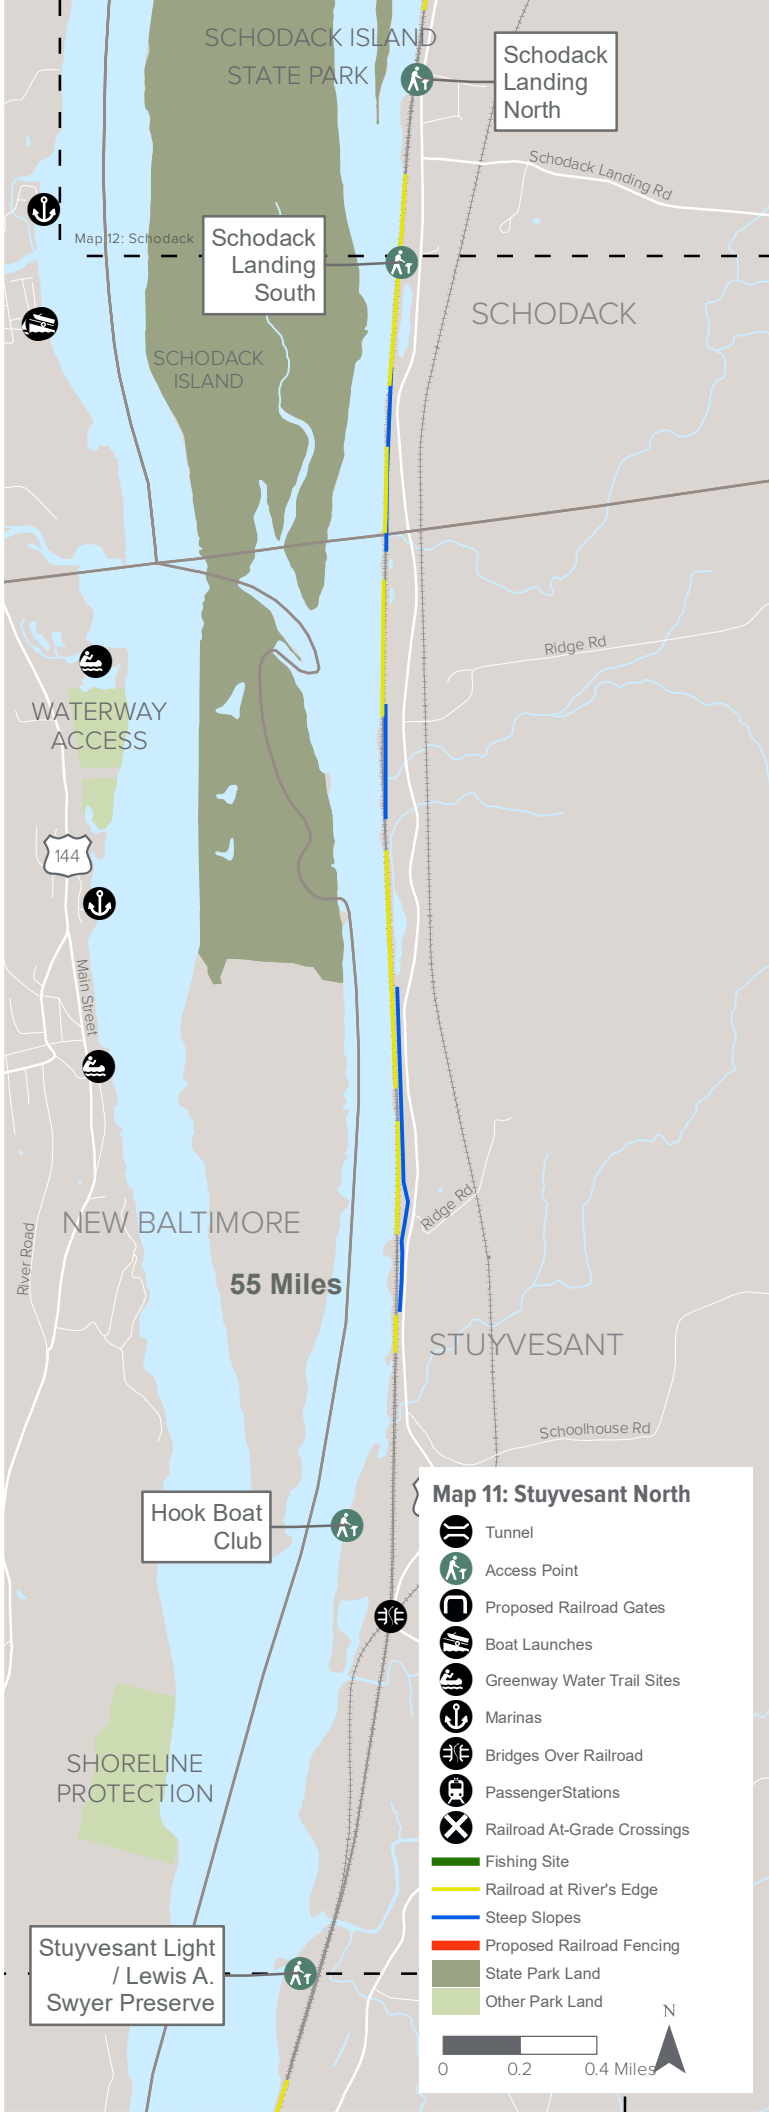 SCHODACK ISLAND
STATE PARK
Schodack
Landing
North
Schodack Landing Rd
Map 12: Schodack
Schodack
Landing
South
SCHODACK
SCHODACK
ISLAND
Ridge Rd
WATERWAY
ACCESS
144
Main Street
Ridge Rd
NEW BALTIMORE
River Road
55 Miles
STUYVESANT
Schoolhouse Rd
Hook Boat
Club
SHORELINE
PROTECTION
Stuyvesant Light
/ Lewis A.
Swyer Preserve
Map 11: Stuyvesant North
Tunnel
Access Point
Proposed Railroad Gates
Boat Launches
Greenway Water Trail Sites
Marinas
Bridges Over Railroad
PassengerStations
Railroad At-Grade Crossings
Fishing Site
Railroad at River's Edge
Steep Slopes
Proposed Railroad Fencing
State Park Land
Other Park Land
N
0 0.2 0.4 Miles